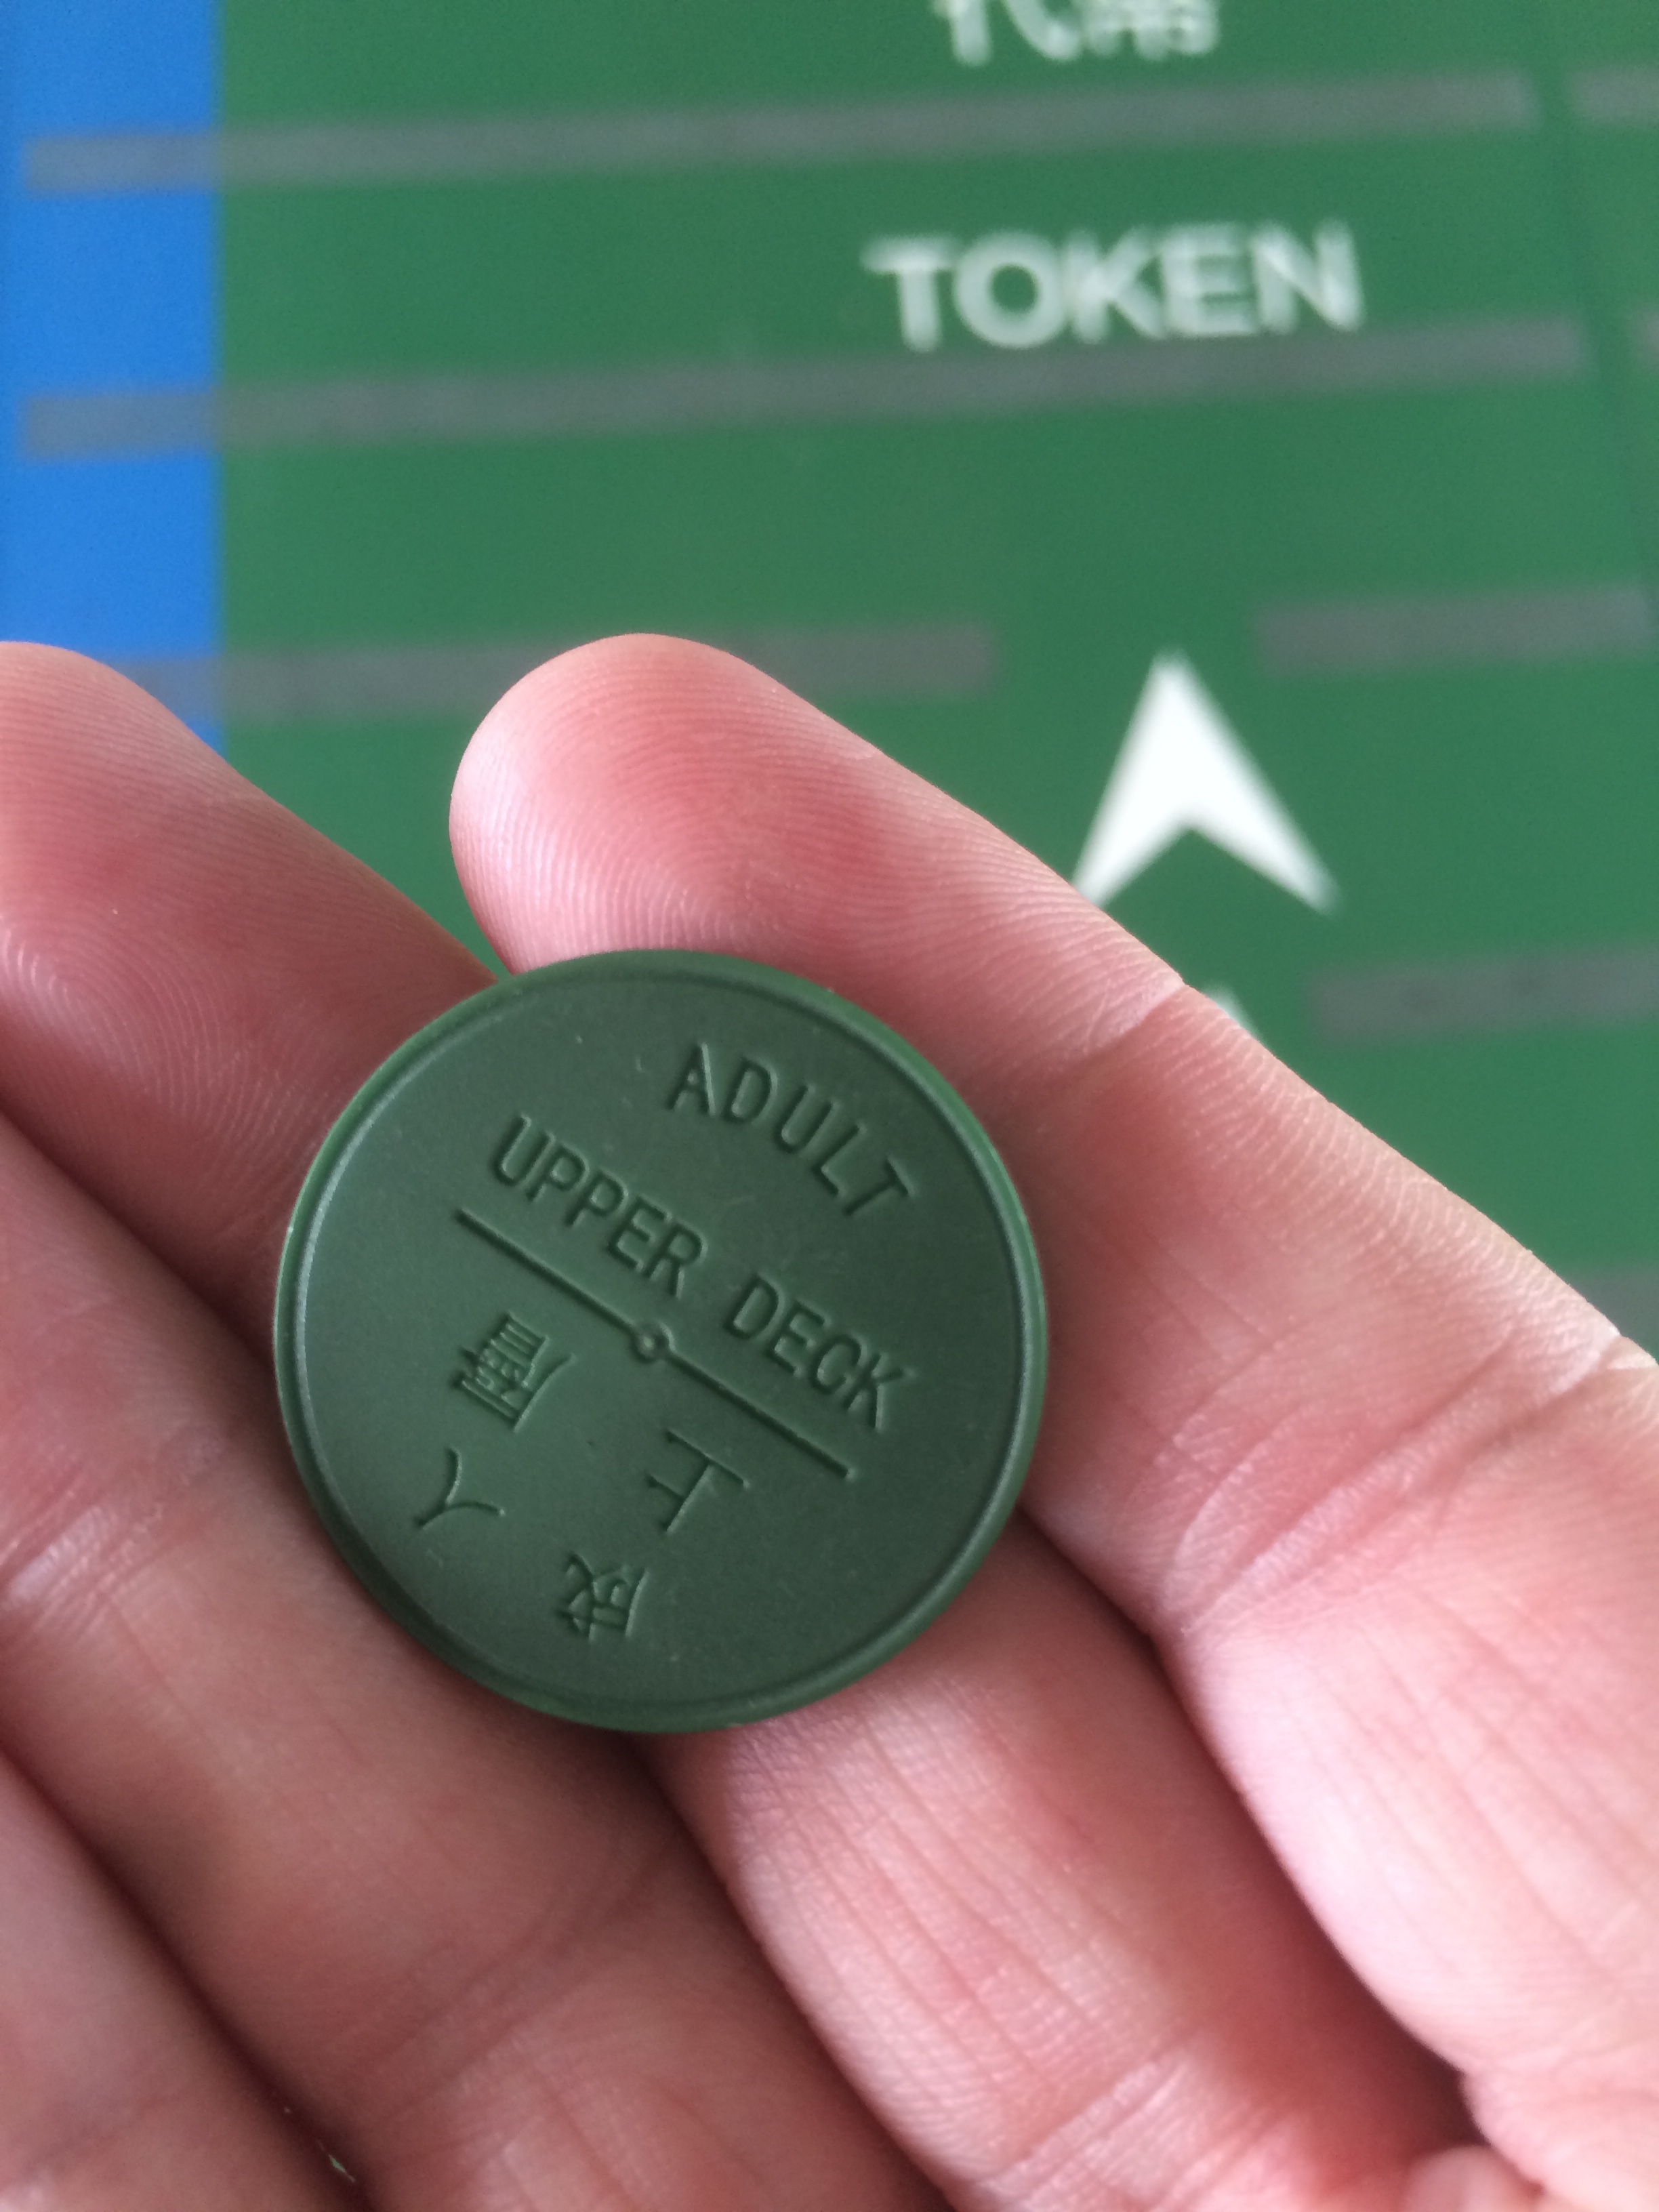 TOKEN
ADULT
UPPER DECK
成人
上層